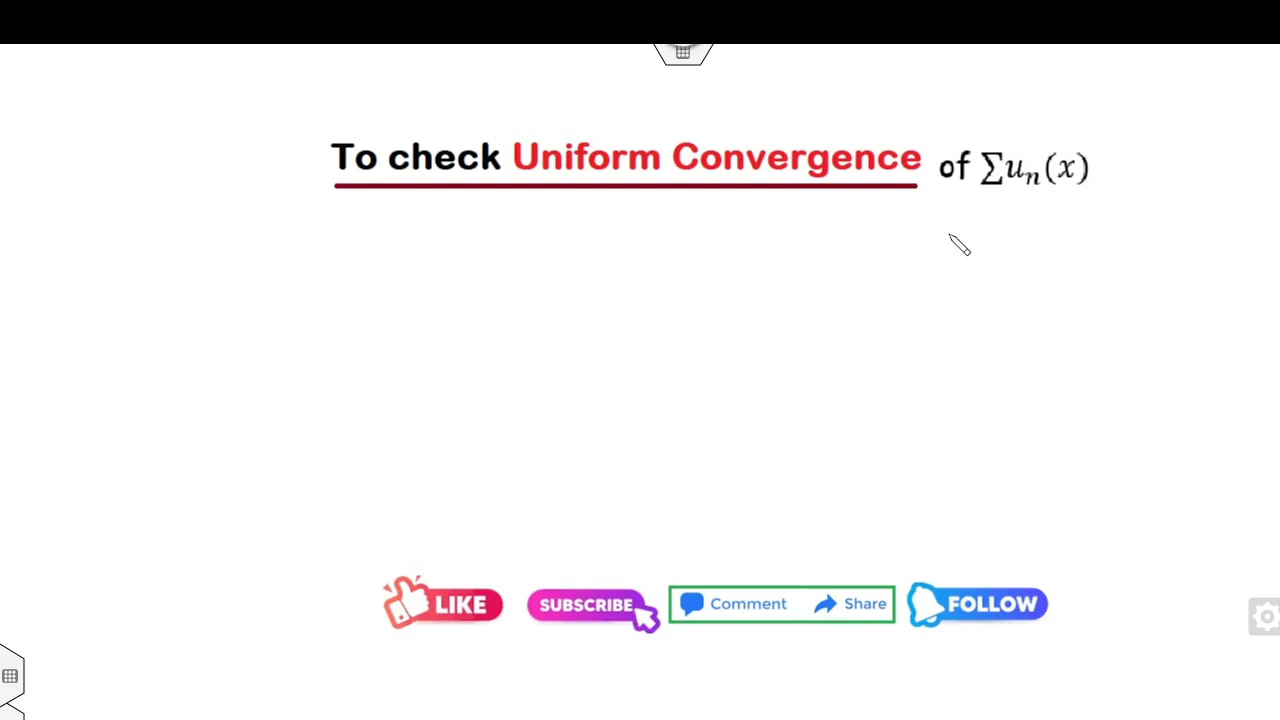 To check Uniform Convergence of ∑uₙ(x)
LIKE SUBSCRIBE Comment Share FOLLOW